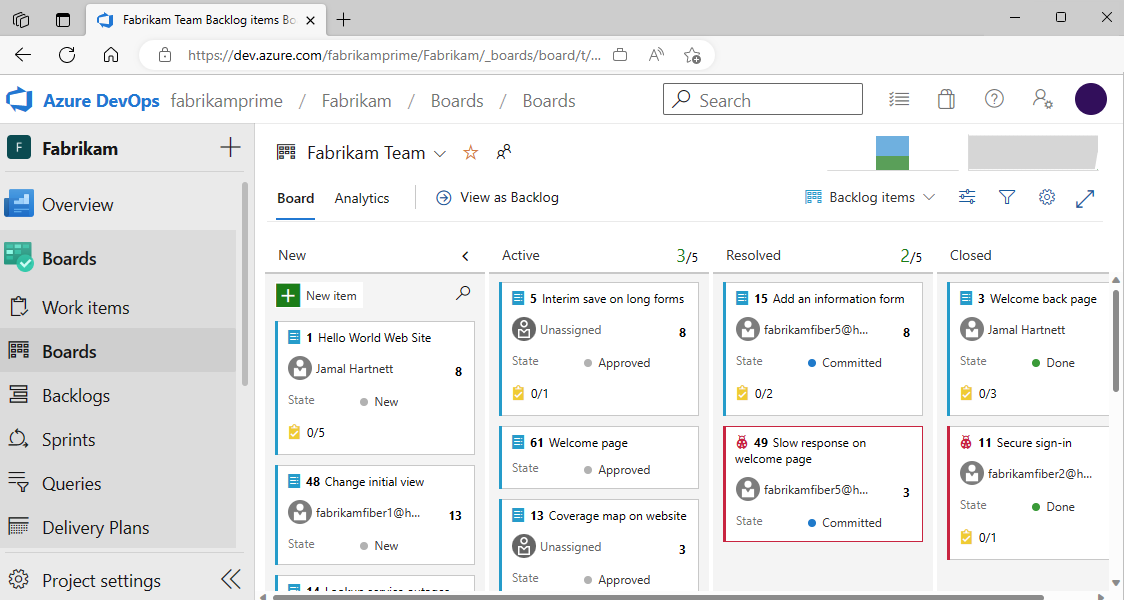 Fabrikam Team Backlog items Bo
https://dev.azure.com/fabrikamprime/Fabrikam/_boards/board/t/...
Azure DevOps fabrikamprime / Fabrikam / Boards / Boards
Search
F Fabrikam
Overview
Boards
Work items
Boards
Backlogs
Sprints
Queries
Delivery Plans
Project settings
Fabrikam Team
Board Analytics View as Backlog Backlog items
New
New item
1 Hello World Web Site
Jamal Hartnett 8
State New
0/5
48 Change initial view
fabrikamfiber1@h... 13
State New
14 Lookup service outages
Active 3/5
5 Interim save on long forms
Unassigned 8
State Approved
0/1
61 Welcome page
State Approved
13 Coverage map on website
Unassigned 3
State Approved
Resolved 2/5
15 Add an information form
fabrikamfiber5@h... 8
State Committed
0/2
49 Slow response on
welcome page
fabrikamfiber5@h... 3
State Committed
Closed
3 Welcome back page
Jamal Hartnett
State Done
0/3
11 Secure sign-in
fabrikamfiber2@h...
State Done
0/1